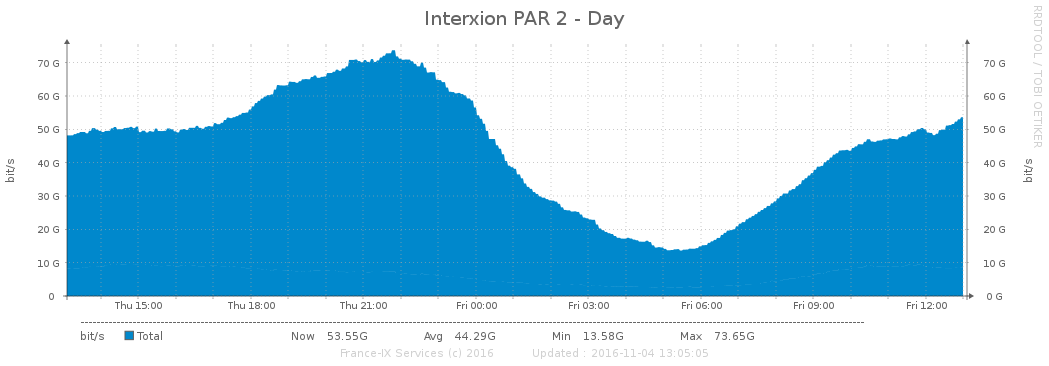 Interxion PAR 2 - Day
RRDTOOL / TOBI OETIKER
bit/s
70 G
60 G
50 G
40 G
30 G
20 G
10 G
0
70 G
60 G
50 G
40 G
30 G
20 G
10 G
0 G
bit/s
Thu 15:00 Thu 18:00 Thu 21:00 Fri 00:00 Fri 03:00 Fri 06:00 Fri 09:00 Fri 12:00
bit/s Total Now 53.55G Avg 44.29G Min 13.58G Max 73.65G
France-IX Services (c) 2016 Updated : 2016-11-04 13:05:05